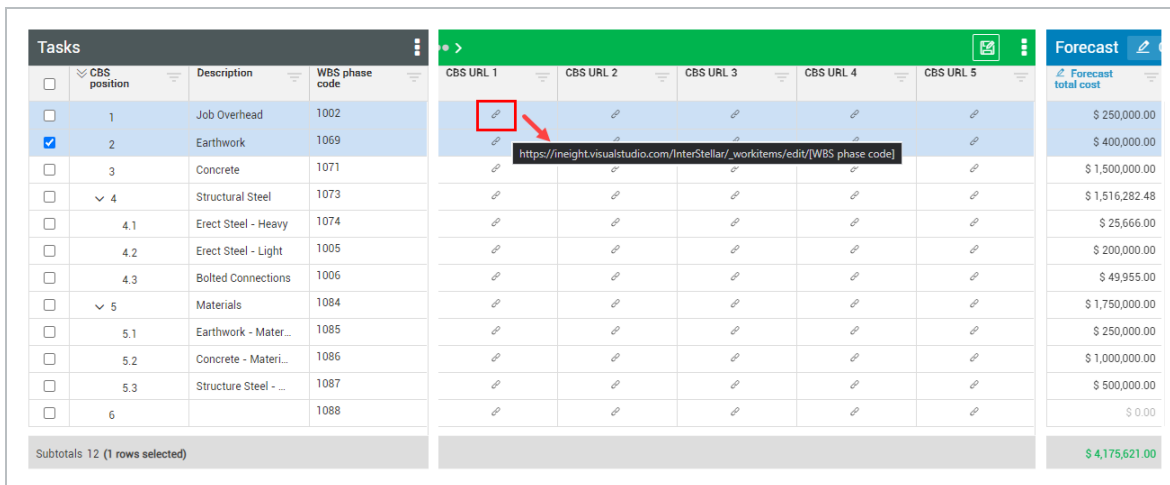 Tasks
Forecast
CBS position
Description
WBS phase code
CBS URL 1
CBS URL 2
CBS URL 3
CBS URL 4
CBS URL 5
Forecast total cost
1 Job Overhead 1002 $ 250,000.00
2 Earthwork 1069 $ 400,000.00
https://ineight.visualstudio.com/InterStellar/_workitems/edit/[WBS phase code]
3 Concrete 1071 $ 1,500,000.00
4 Structural Steel 1073 $ 1,516,282.48
4.1 Erect Steel - Heavy 1074 $ 25,666.00
4.2 Erect Steel - Light 1005 $ 200,000.00
4.3 Bolted Connections 1006 $ 49,955.00
5 Materials 1084 $ 1,750,000.00
5.1 Earthwork - Mater... 1085 $ 250,000.00
5.2 Concrete - Materi... 1086 $ 1,000,000.00
5.3 Structure Steel - ... 1087 $ 500,000.00
6 1088 $ 0.00
Subtotals 12 (1 rows selected) $ 4,175,621.00